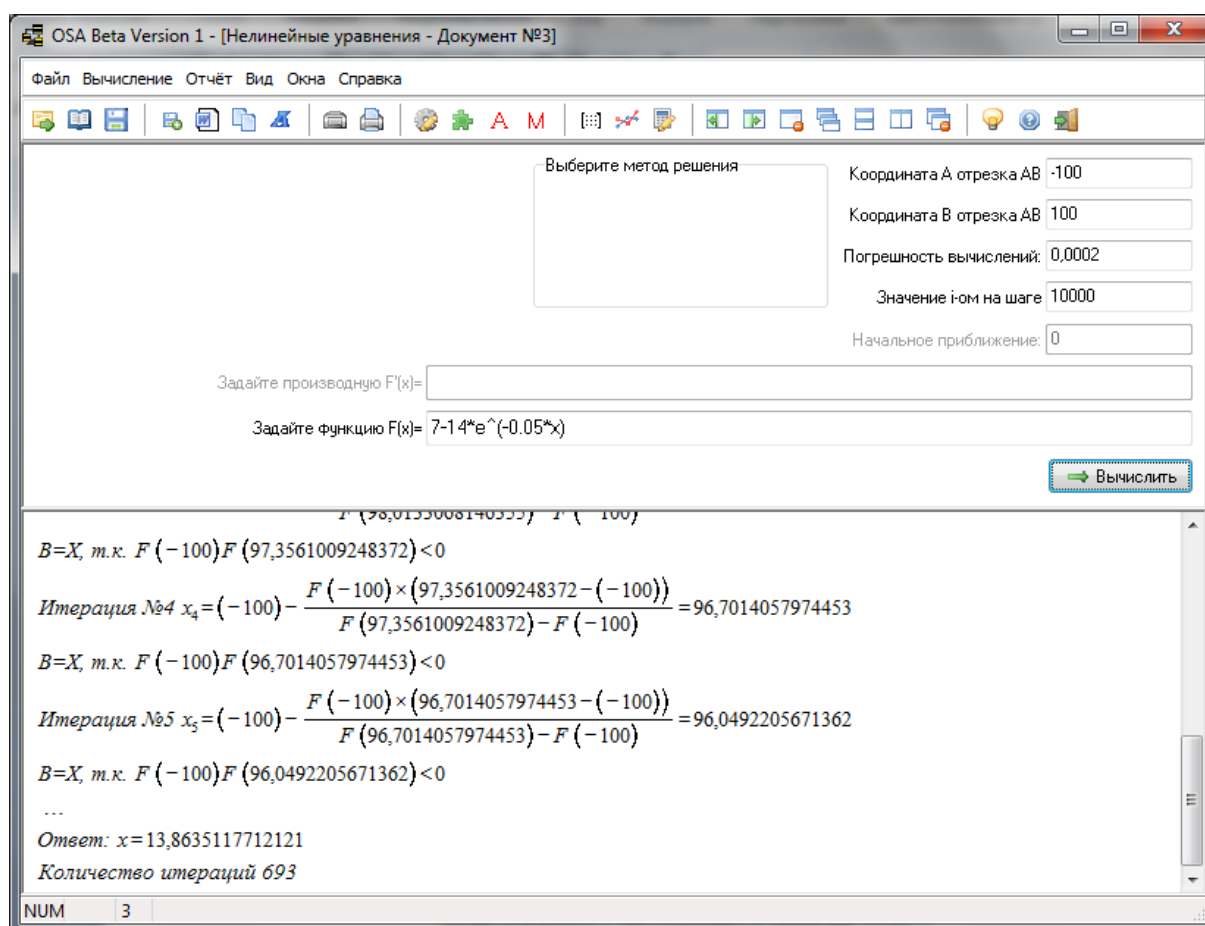 OSA Beta Version 1 - [Нелинейные уравнения - Документ №3]
Файл Вычисление Отчёт Вид Окна Справка
A M
Выберите метод решения
Координата А отрезка АВ -100
Координата В отрезка АВ 100
Погрешность вычислений: 0,0002
Значение i-ом на шаге 10000
Начальное приближение: 0
Задайте производную F'(x)=
Задайте функцию F(x)= 7-14*e^(-0.05*x)
Вычислить
B=X, т.к. F(−100)F(97,3561009248372)<0
Итерация №4 x₄=(−100)− F(−100)×(97,3561009248372−(−100)) / F(97,3561009248372)−F(−100) =96,7014057974453
B=X, т.к. F(−100)F(96,7014057974453)<0
Итерация №5 x₅=(−100)− F(−100)×(96,7014057974453−(−100)) / F(96,7014057974453)−F(−100) =96,0492205671362
B=X, т.к. F(−100)F(96,0492205671362)<0
...
Ответ: x=13,8635117712121
Количество итераций 693
NUM 3